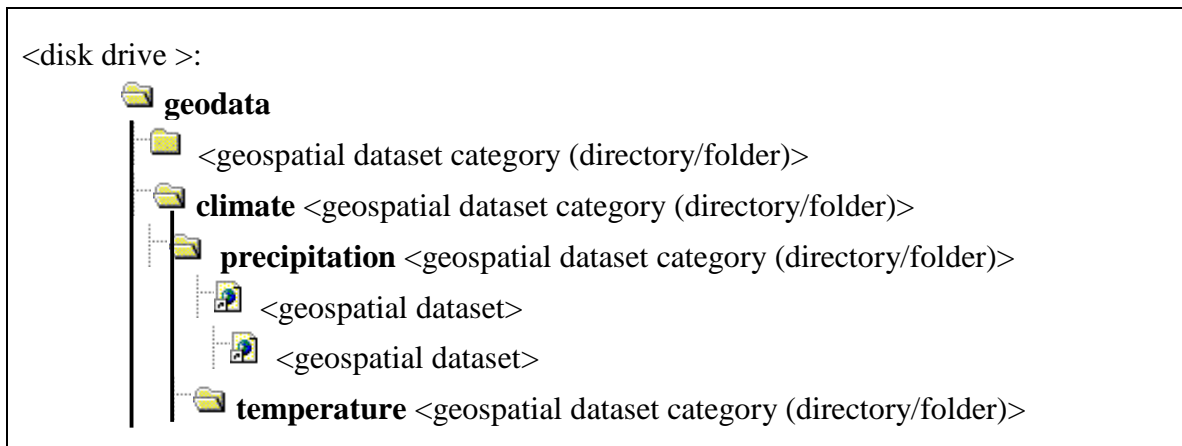 <disk drive >:
geodata
<geospatial dataset category (directory/folder)>
climate <geospatial dataset category (directory/folder)>
precipitation <geospatial dataset category (directory/folder)>
<geospatial dataset>
<geospatial dataset>
temperature <geospatial dataset category (directory/folder)>